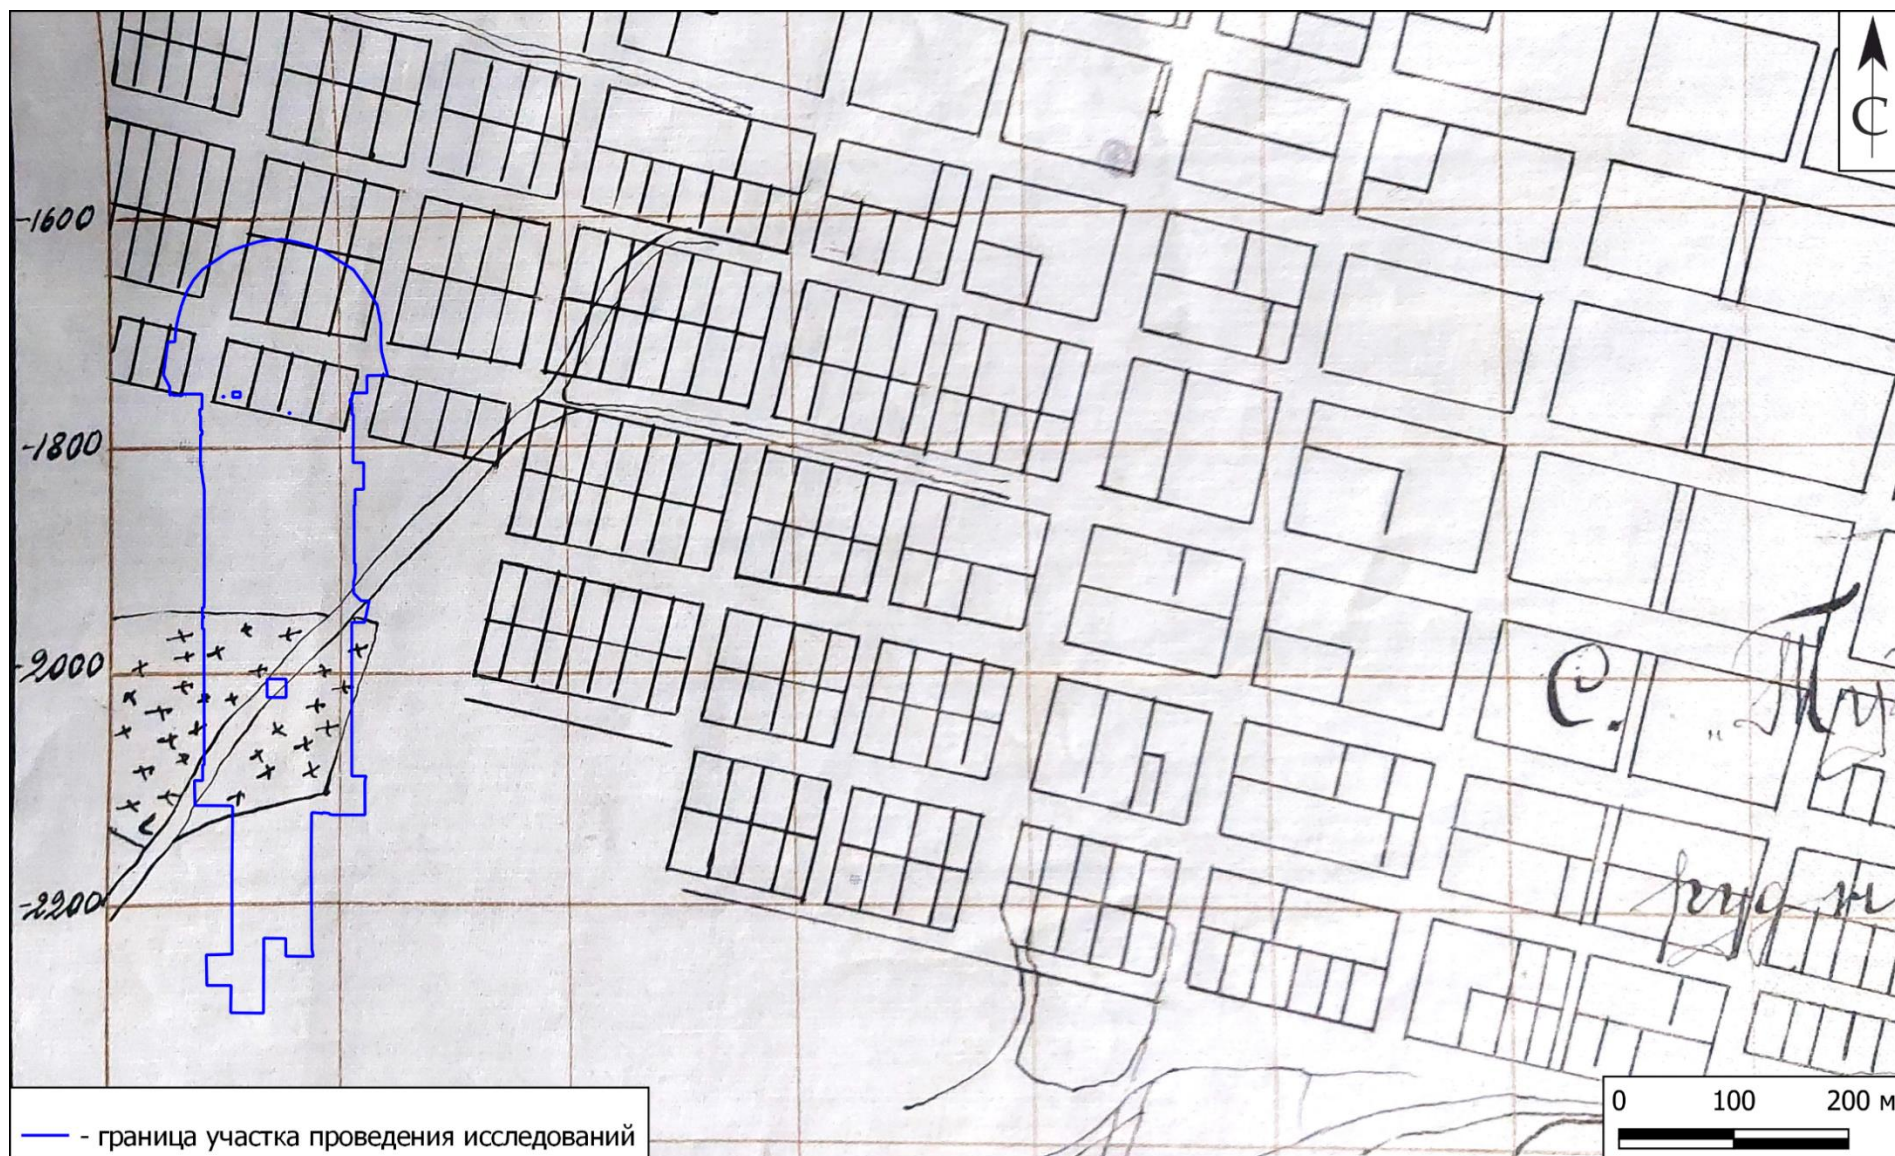 С
-1600
-1800
-2000
С.
-2200
0 100 200 м
- граница участка проведения исследований